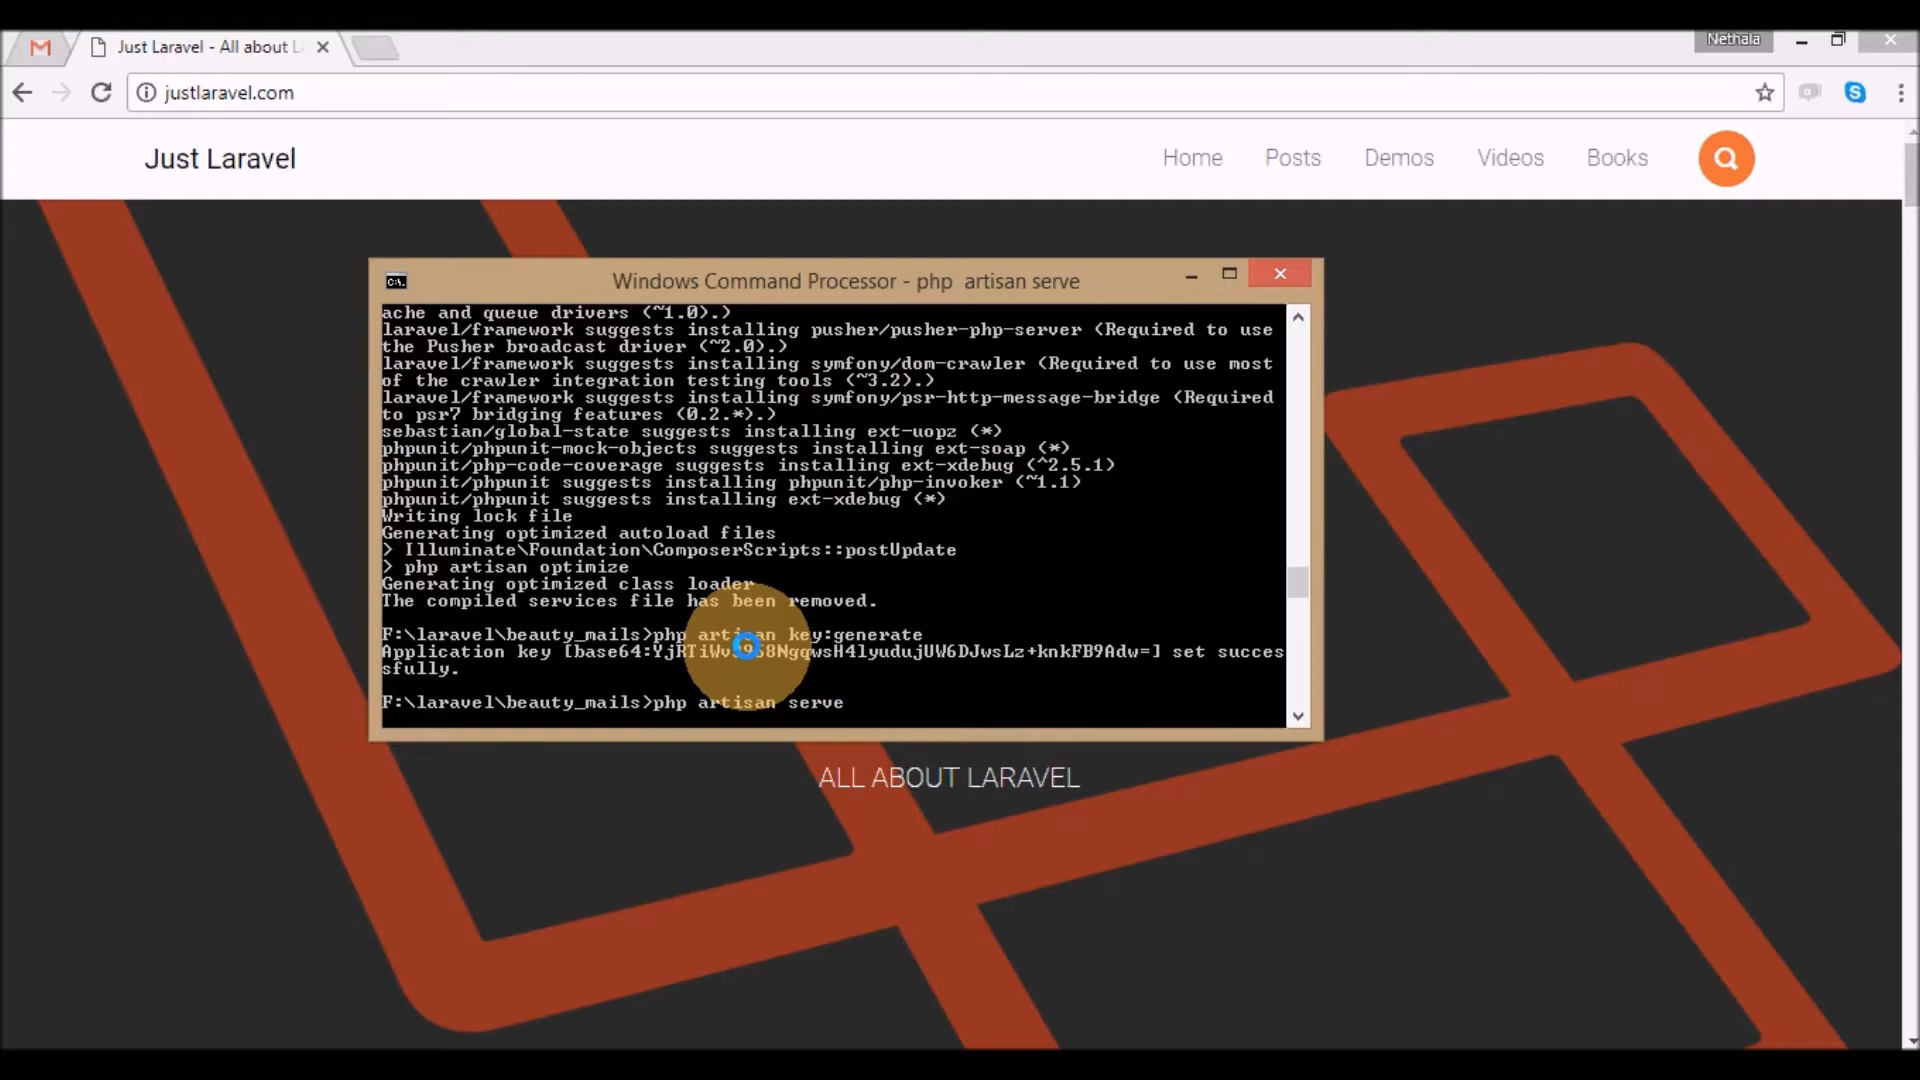 Just Laravel - All about L
Nethala
justlaravel.com
Just Laravel
Home
Posts
Demos
Videos
Books
Windows Command Processor - php  artisan serve
ache and queue drivers (~1.0).)
laravel/framework suggests installing pusher/pusher-php-server (Required to use
the Pusher broadcast driver (~2.0).)
laravel/framework suggests installing symfony/dom-crawler (Required to use most
of the crawler integration testing tools (~3.2).)
laravel/framework suggests installing symfony/psr-http-message-bridge (Required
to psr7 bridging features (0.2.*).)
sebastian/global-state suggests installing ext-uopz (*)
phpunit/phpunit-mock-objects suggests installing ext-soap (*)
phpunit/php-code-coverage suggests installing ext-xdebug (^2.5.1)
phpunit/phpunit suggests installing phpunit/php-invoker (~1.1)
phpunit/phpunit suggests installing ext-xdebug (*)
Writing lock file
Generating optimized autoload files
> Illuminate\Foundation\ComposerScripts::postUpdate
> php artisan optimize
Generating optimized class loader
The compiled services file has been removed.
F:\laravel\beauty_mails>php artisan key:generate
Application key set succes
sfully.
F:\laravel\beauty_mails>php artisan serve
ALL ABOUT LARAVEL